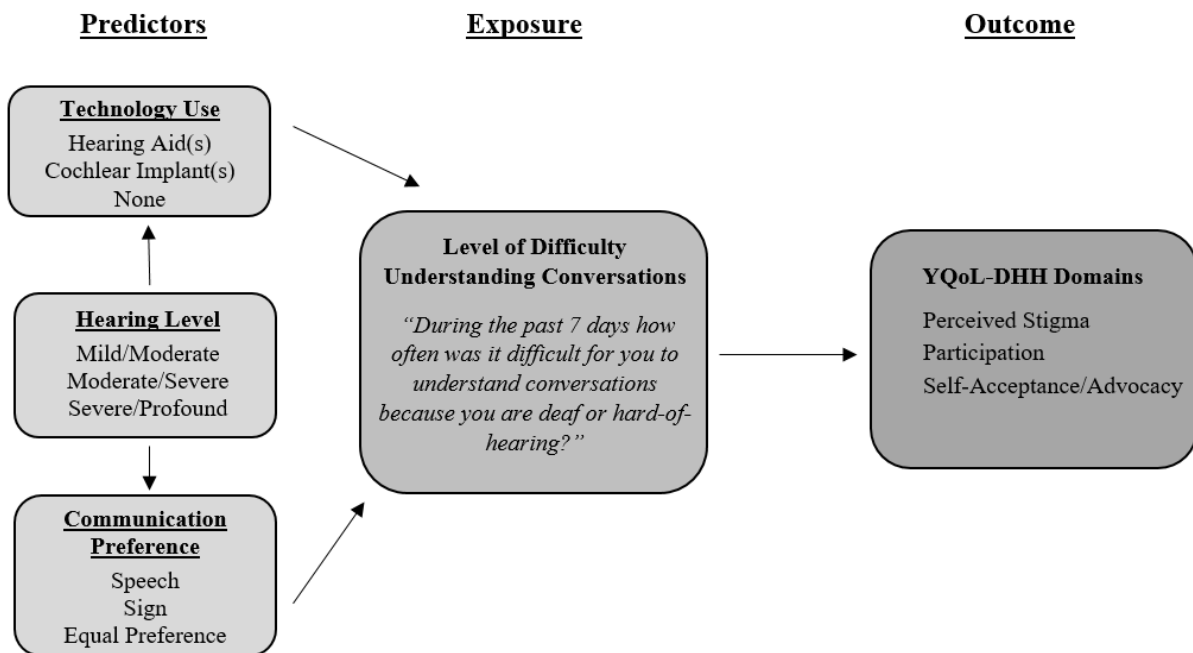 Predictors
Exposure
Outcome
Technology Use
Hearing Aid(s)
Cochlear Implant(s)
None
Hearing Level
Mild/Moderate
Moderate/Severe
Severe/Profound
Communication
Preference
Speech
Sign
Equal Preference
Level of Difficulty
Understanding Conversations
“During the past 7 days how
often was it difficult for you to
understand conversations
because you are deaf or hard-of-
hearing?”
YQoL-DHH Domains
Perceived Stigma
Participation
Self-Acceptance/Advocacy